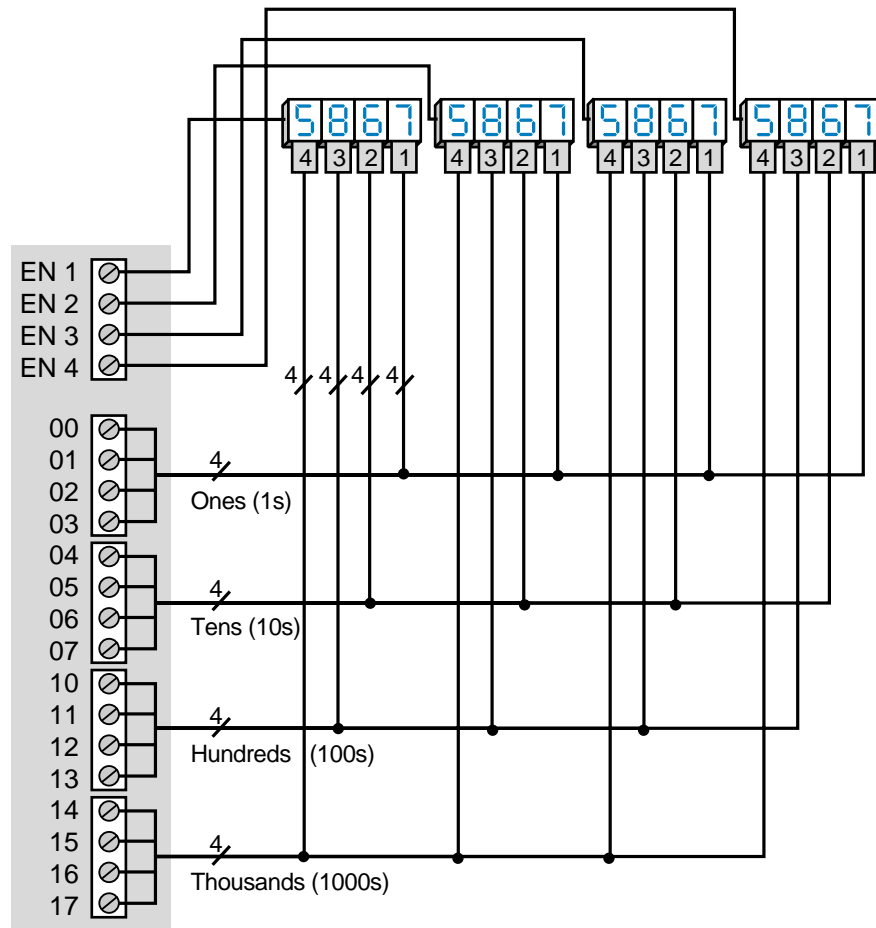 5867 5867 5867 5867
4 3 2 1 4 3 2 1 4 3 2 1 4 3 2 1
EN 1
EN 2
EN 3
EN 4
4 4 4 4
00
01
02
03
4
Ones (1s)
04
05
06
07
4
Tens (10s)
10
11
12
13
4
Hundreds (100s)
14
15
16
17
4
Thousands (1000s)